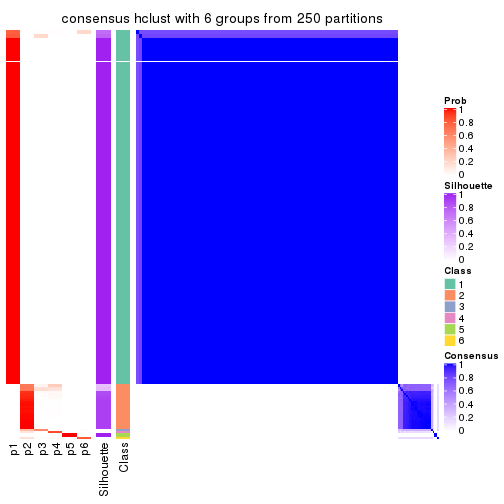 consensus hclust with 6 groups from 250 partitions
Prob
1
0.8
0.6
0.4
0.2
0
Silhouette
1
0.8
0.6
0.4
0.2
0
Class
1
2
3
4
5
6
Consensus
1
0.8
0.6
0.4
0.2
0
p1
p2
p3
p4
p5
p6
Silhouette
Class